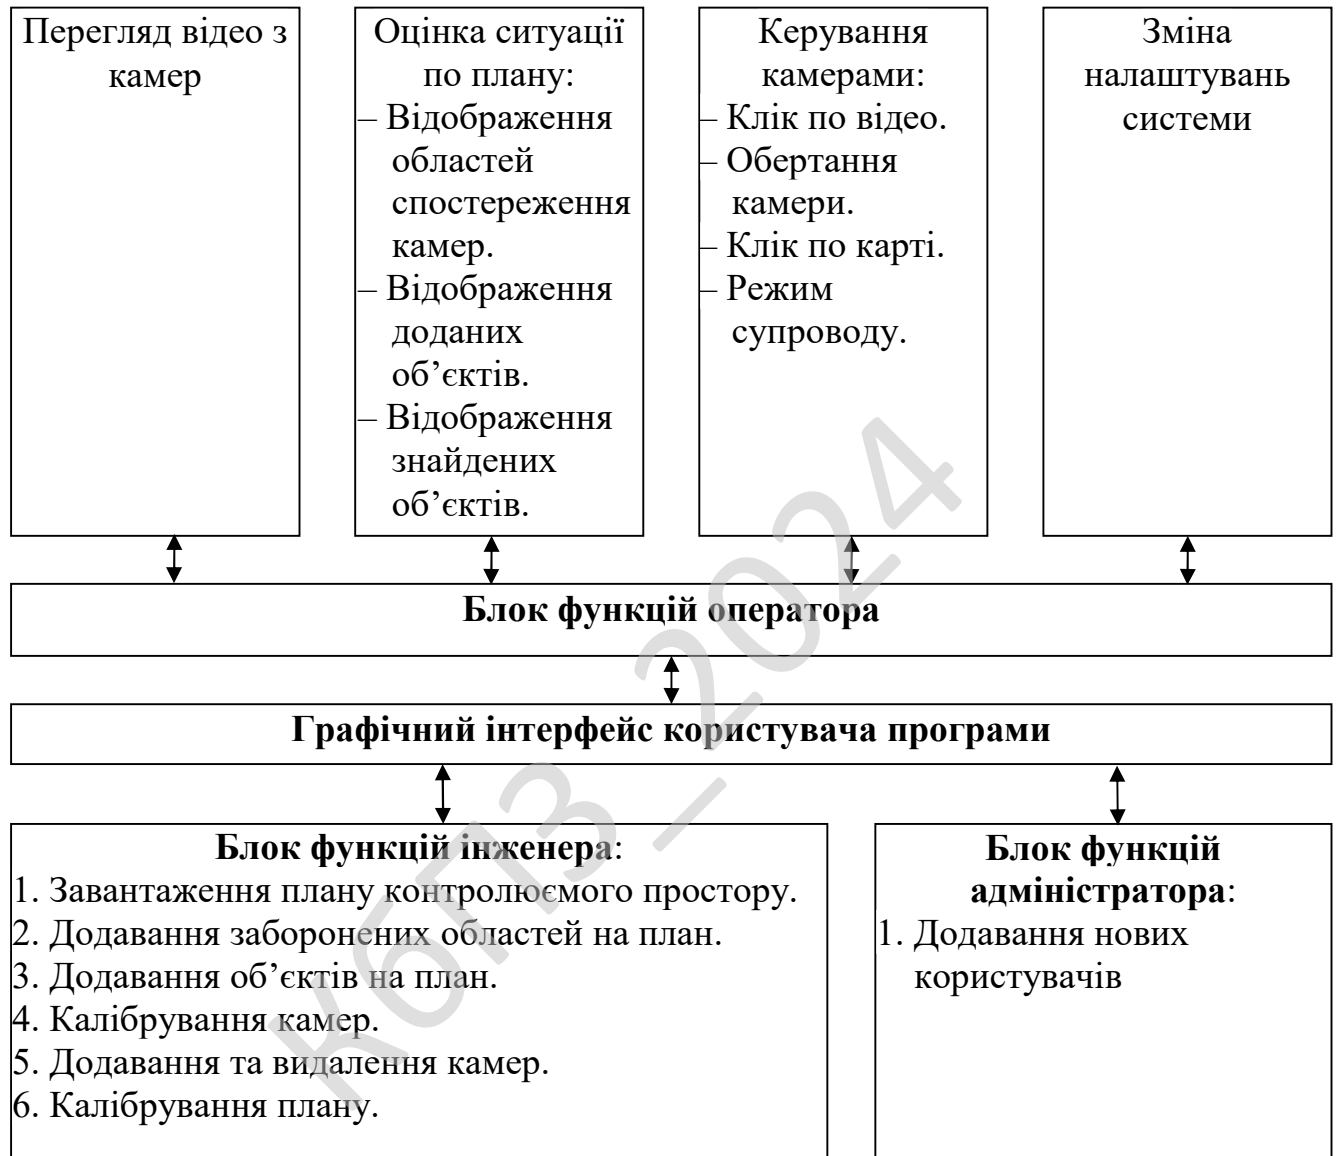 Перегляд відео з
камер
Оцінка ситуації
по плану:
– Відображення
областей
спостереження
камер.
– Відображення
доданих
об’єктів.
– Відображення
знайдених
об’єктів.
Керування
камерами:
– Клік по відео.
– Обертання
камери.
– Клік по карті.
– Режим
супроводу.
Зміна
налаштувань
системи
Блок функцій оператора
Графічний інтерфейс користувача програми
Блок функцій інженера:
1. Завантаження плану контролюємого простору.
2. Додавання заборонених областей на план.
3. Додавання об’єктів на план.
4. Калібрування камер.
5. Додавання та видалення камер.
6. Калібрування плану.
Блок функцій
адміністратора:
1. Додавання нових
користувачів
КбПЗ_2024